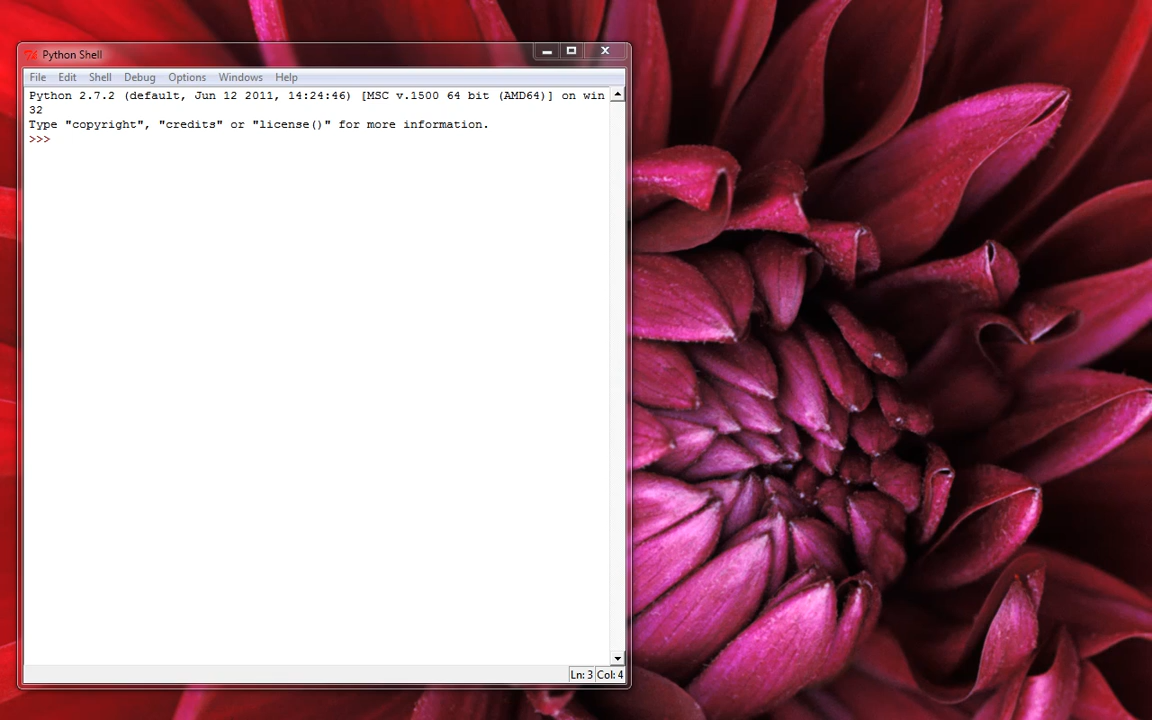 Python Shell
File Edit Shell Debug Options Windows Help
Python 2.7.2 (default, Jun 12 2011, 14:24:46) [MSC v.1500 64 bit (AMD64)] on win
32
Type "copyright", "credits" or "license()" for more information.
>>>
Ln: 3 Col: 4